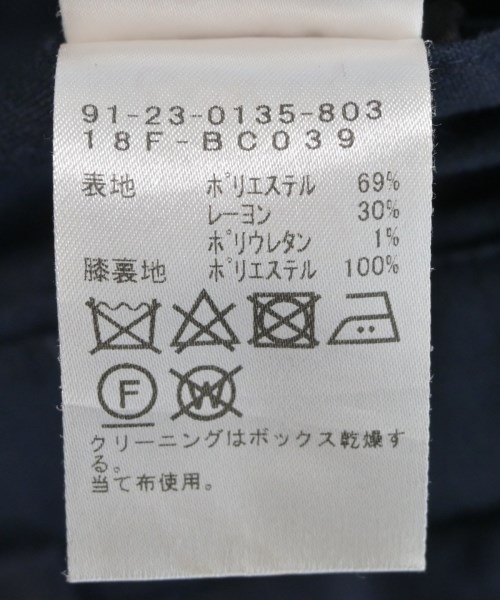 91-23-0135-803
18F-BC039
表地 ポリエステル 69%
レーヨン 30%
ポリウレタン 1%
膝裏地 ポリエステル 100%
F W
クリーニングはボックス乾燥す
る。
当て布使用。